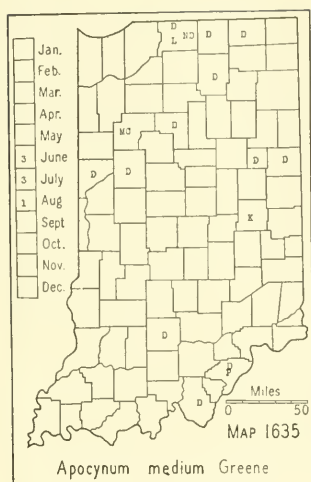 D
L ND D D
Jan.
Feb.
D
Mar.
Apr.
MC D
May
3 June
D D
D D
3 July
1 Aug
Sept
K
Oct.
Nov.
Dec.
D
D
P
D
Miles
0 50
MAP 1635
Apocynum medium Greene